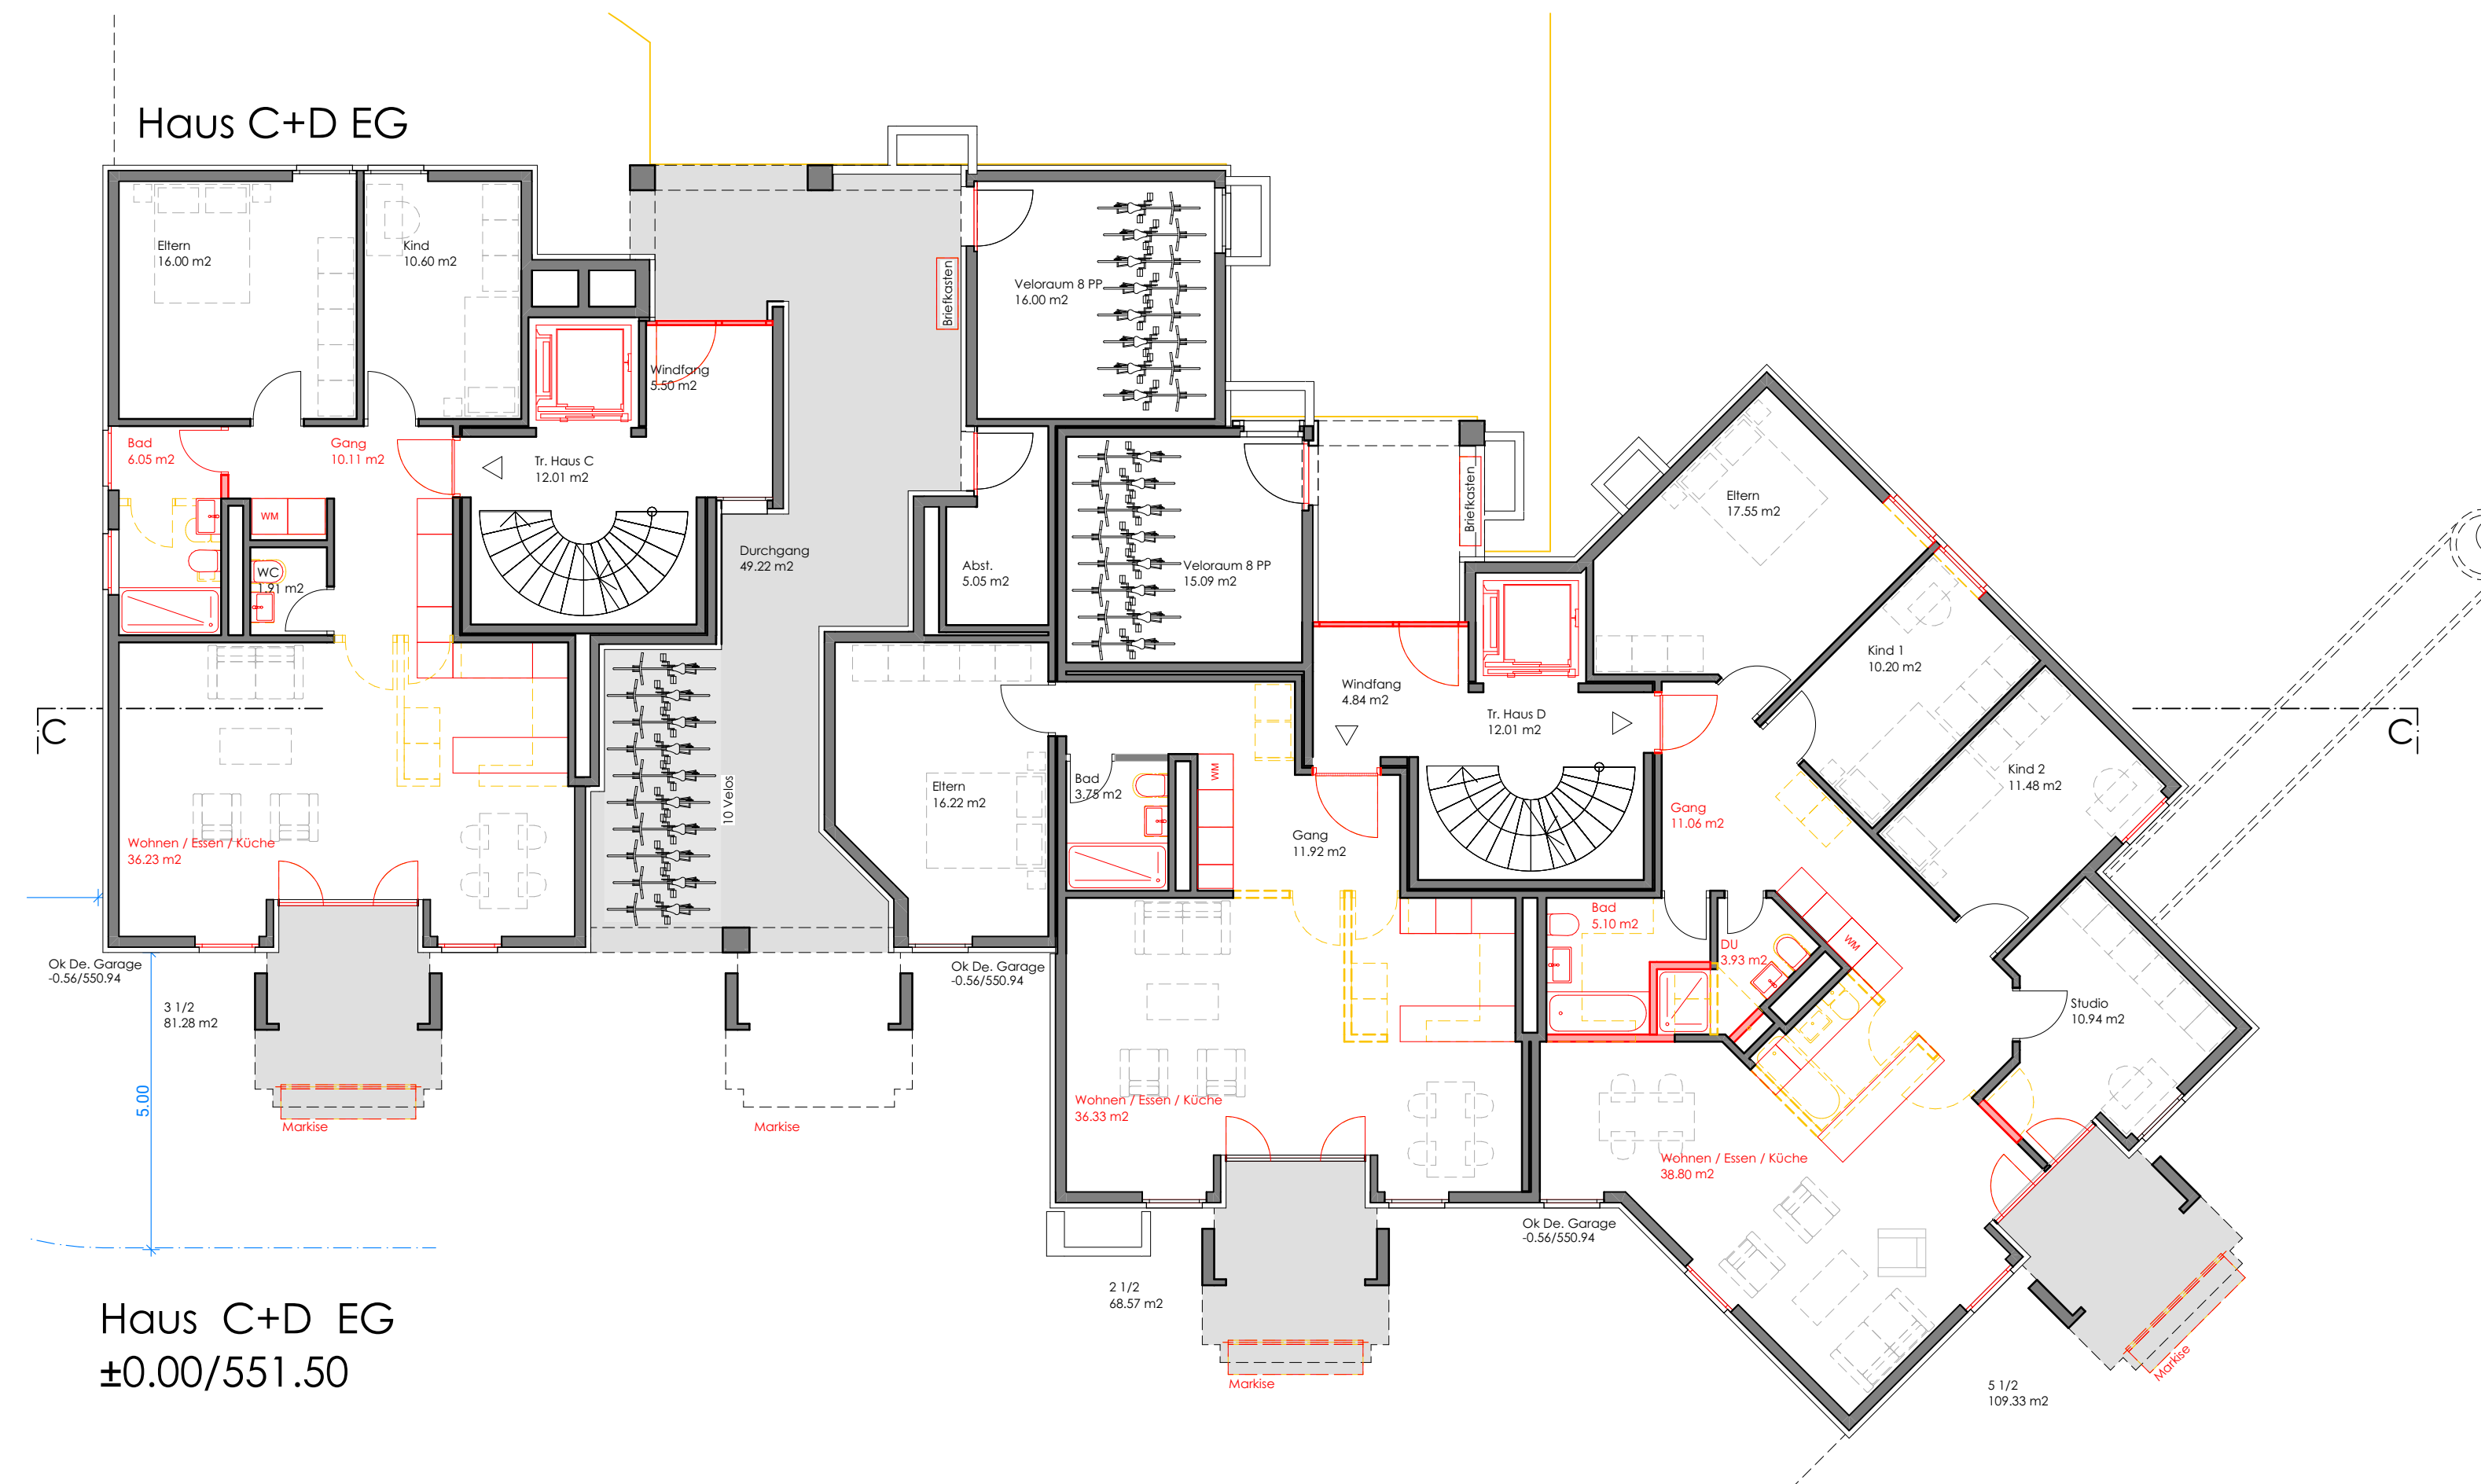 Haus C+D EG
Eltern
16.00 m2
Kind
10.60 m2
Briefkasten
Veloraum 8 PP
16.00 m2
Windfang
5.50 m2
Bad
6.05 m2
Gang
10.11 m2
Tr. Haus C
12.01 m2
WM
WC
1.91 m2
Durchgang
49.22 m2
Abst.
5.05 m2
Veloraum 8 PP
15.09 m2
Briefkasten
Eltern
17.55 m2
Kind 1
10.20 m2
Windfang
4.84 m2
Tr. Haus D
12.01 m2
C
C
Kind 2
11.48 m2
10 Velos
Eltern
16.22 m2
Bad
3.75 m2
WM
Gang
11.92 m2
Gang
11.06 m2
Wohnen / Essen / Küche
36.23 m2
Bad
5.10 m2
DU
3.93 m2
WM
Ok De. Garage
-0.56/550.94
Ok De. Garage
-0.56/550.94
3 1/2
81.28 m2
Studio
10.94 m2
5.00
Markise
Markise
Wohnen / Essen / Küche
36.33 m2
Wohnen / Essen / Küche
38.80 m2
Ok De. Garage
-0.56/550.94
2 1/2
68.57 m2
Markise
Markise
5 1/2
109.33 m2
Haus C+D EG
±0.00/551.50